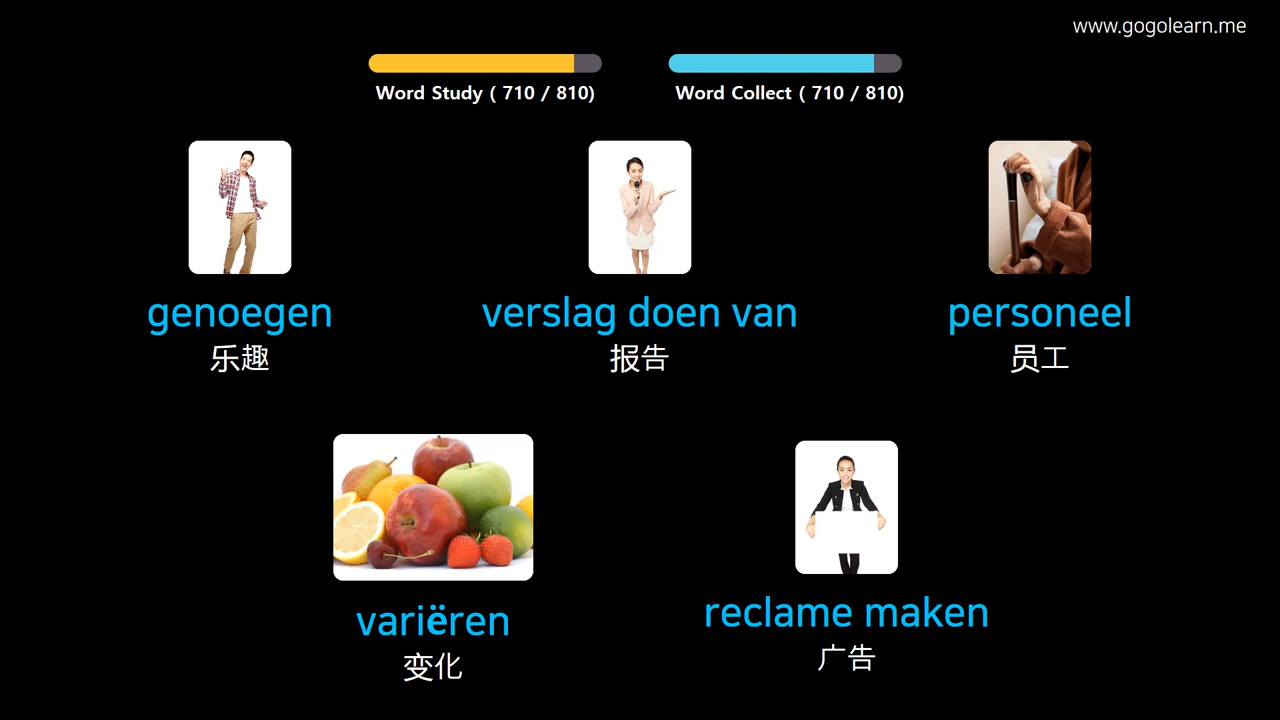 www.gogolearn.me
Word Study ( 710 / 810)
Word Collect ( 710 / 810)
genoegen
乐趣
verslag doen van
报告
personeel
员工
variëren
变化
reclame maken
广告